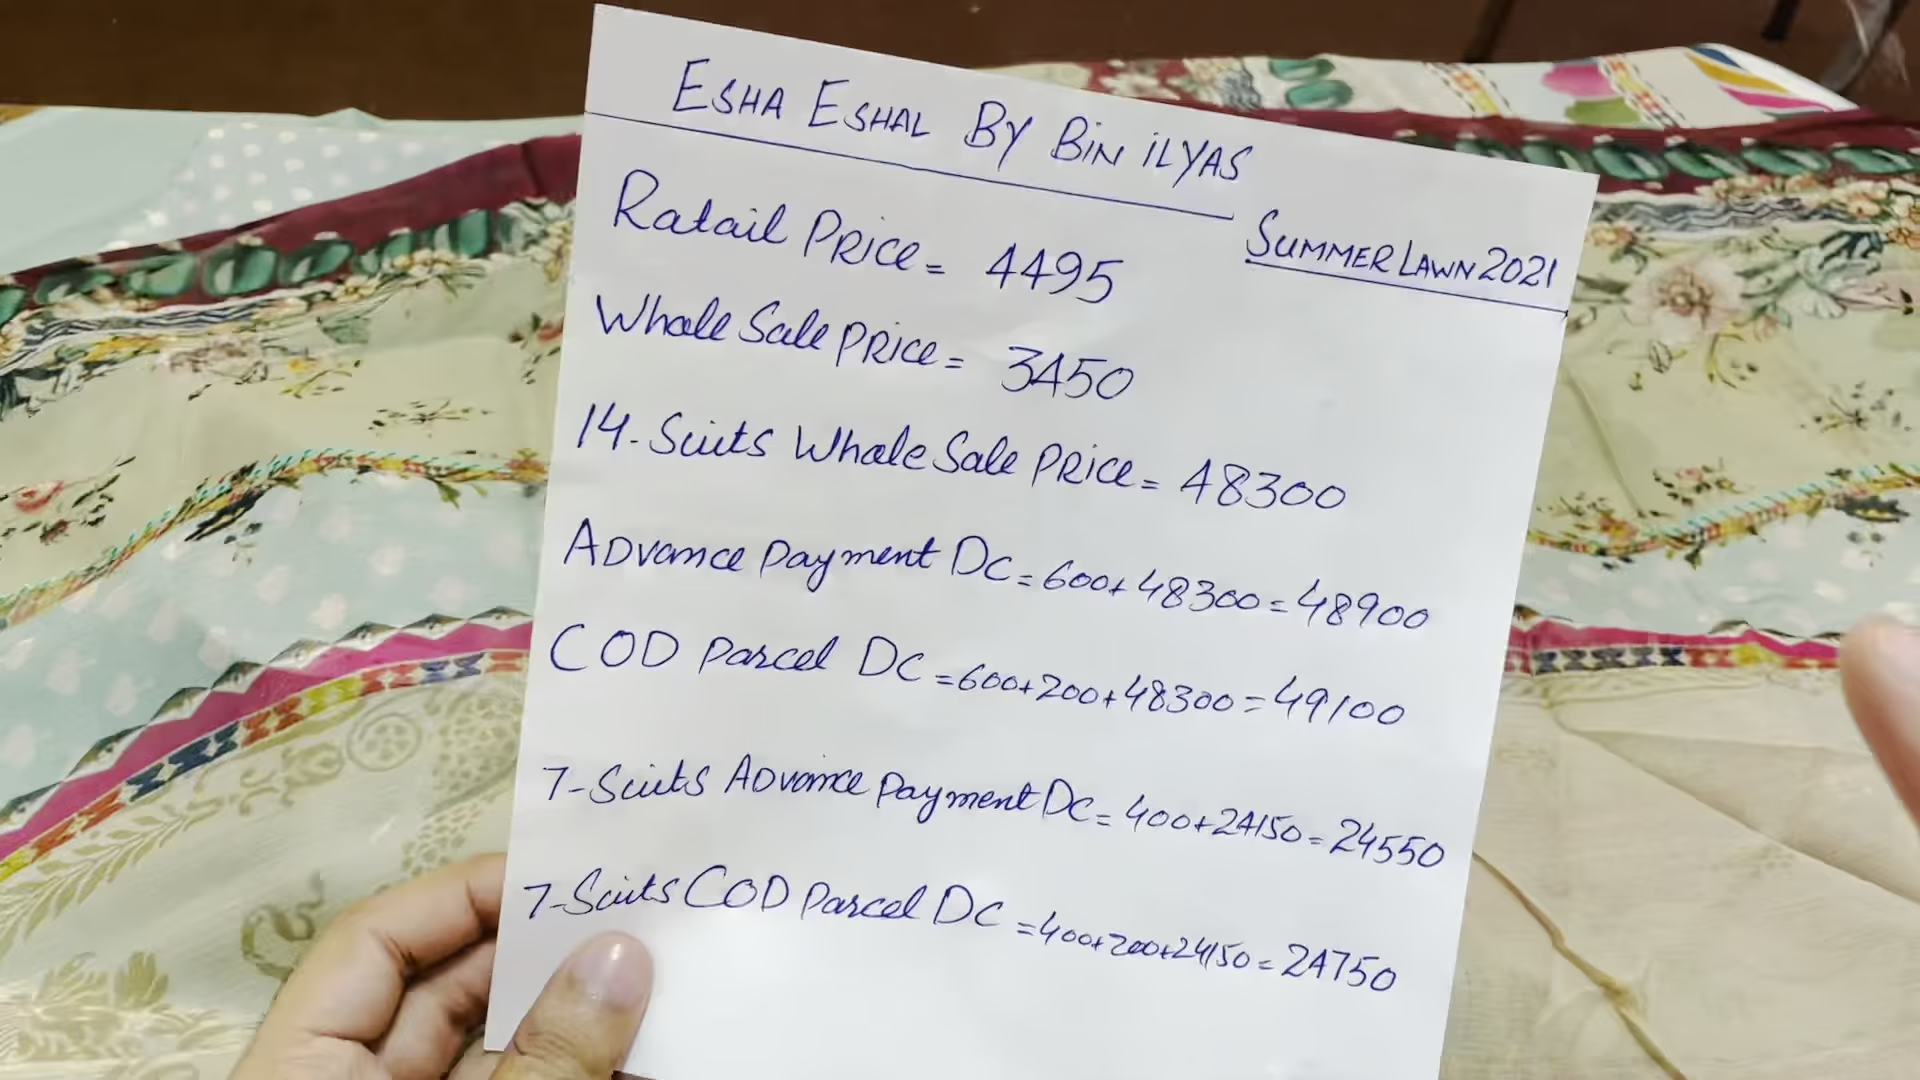 ESHA ESHAL BY BiN iLYAS
SUMMER LAWN 2021
Ratail PRice = 4495
Whole Sale PRice = 3450
14-Suits Whole Sale PRice = 48300
ADvance Payment DC = 600+48300 = 48900
COD Parcel DC = 600+200+48300 = 49100
7-Suits ADvance Payment DC = 400+24150 = 24550
7-Suits COD Parcel DC = 400+200+24150 = 24750